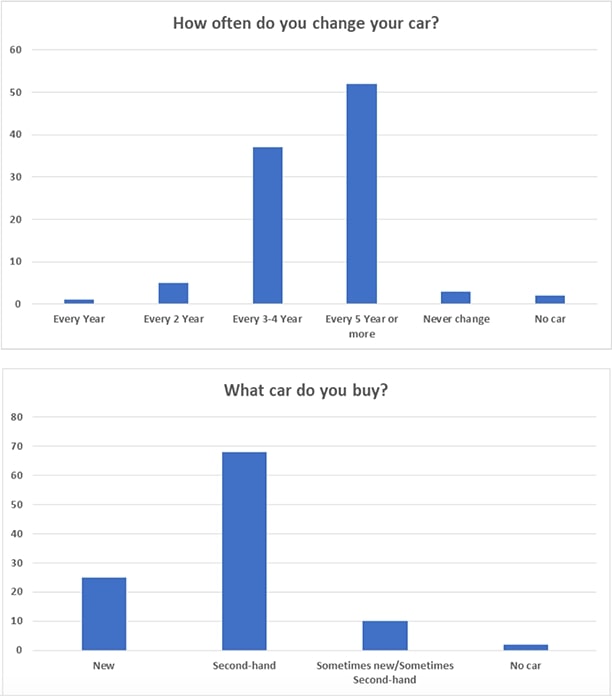 How often do you change your car?
60
50
40
30
20
10
0
Every Year Every 2 Year Every 3-4 Year Every 5 Year or Never change No car
more
What car do you buy?
80
70
60
50
40
30
20
10
0
New Second-hand Sometimes new/Sometimes No car
Second-hand